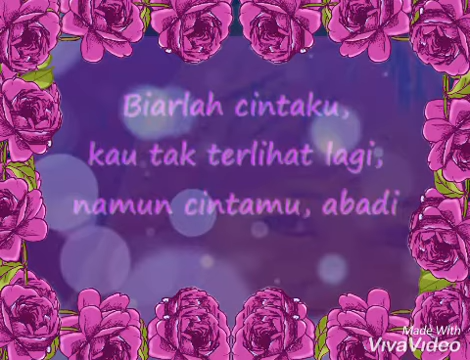 Biarlah cintaku,
kau tak terlihat lagi;
namun cintamu, abadi
Made With
VivaVideo